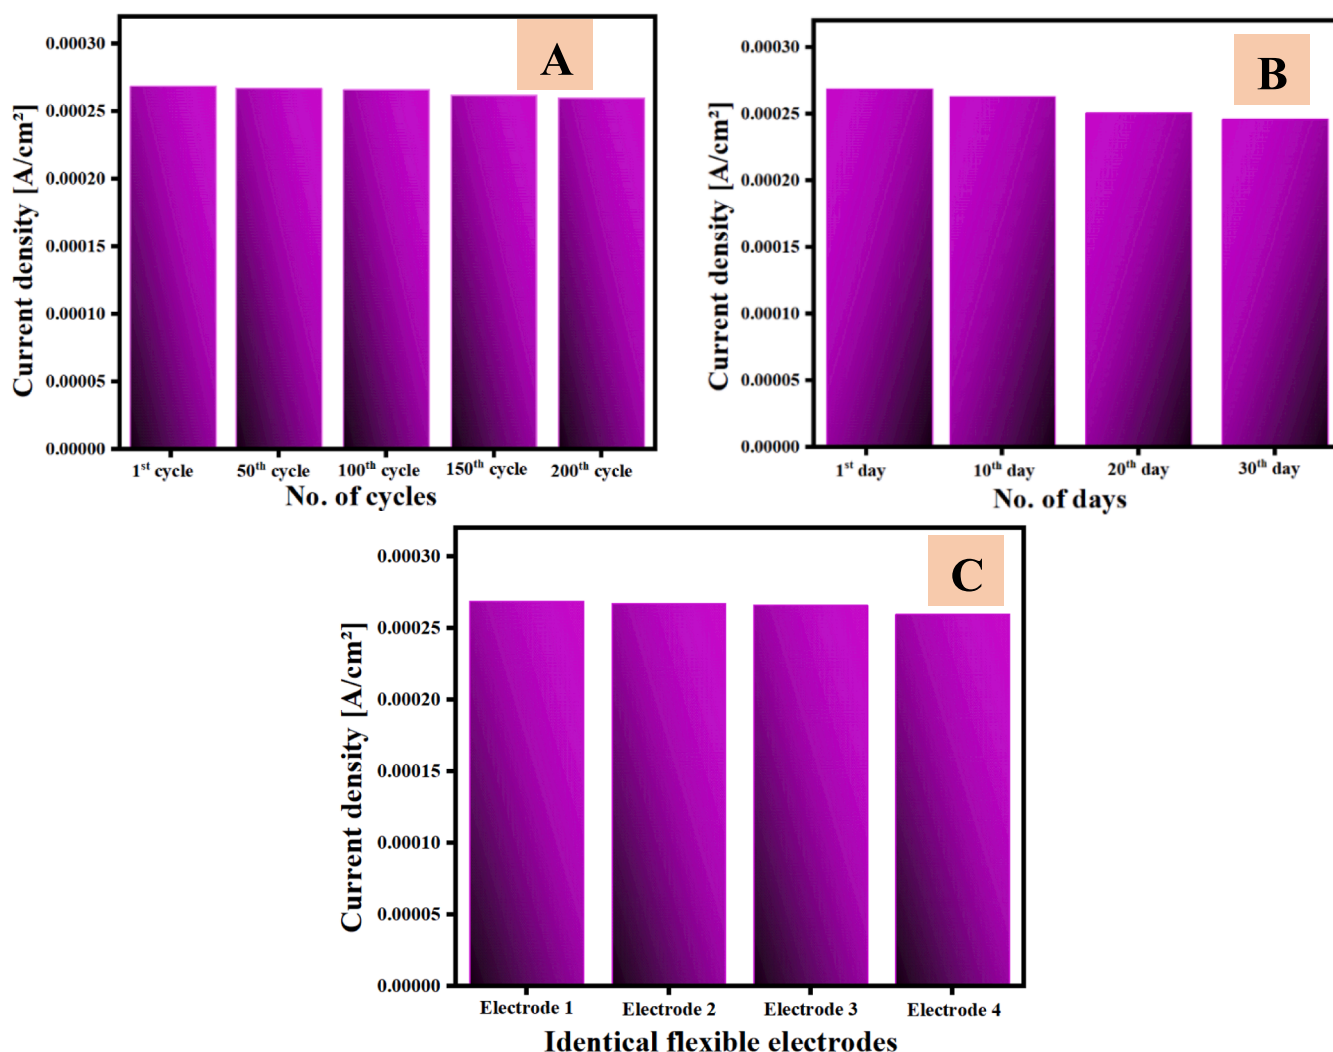 A
Current density [A/cm²]
0.00030
0.00025
0.00020
0.00015
0.00010
0.00005
0.00000
1st cycle 50th cycle 100th cycle 150th cycle 200th cycle
No. of cycles
B
Current density [A/cm²]
0.00030
0.00025
0.00020
0.00015
0.00010
0.00005
0.00000
1st day 10th day 20th day 30th day
No. of days
C
Current density [A/cm²]
0.00030
0.00025
0.00020
0.00015
0.00010
0.00005
0.00000
Electrode 1 Electrode 2 Electrode 3 Electrode 4
Identical flexible electrodes